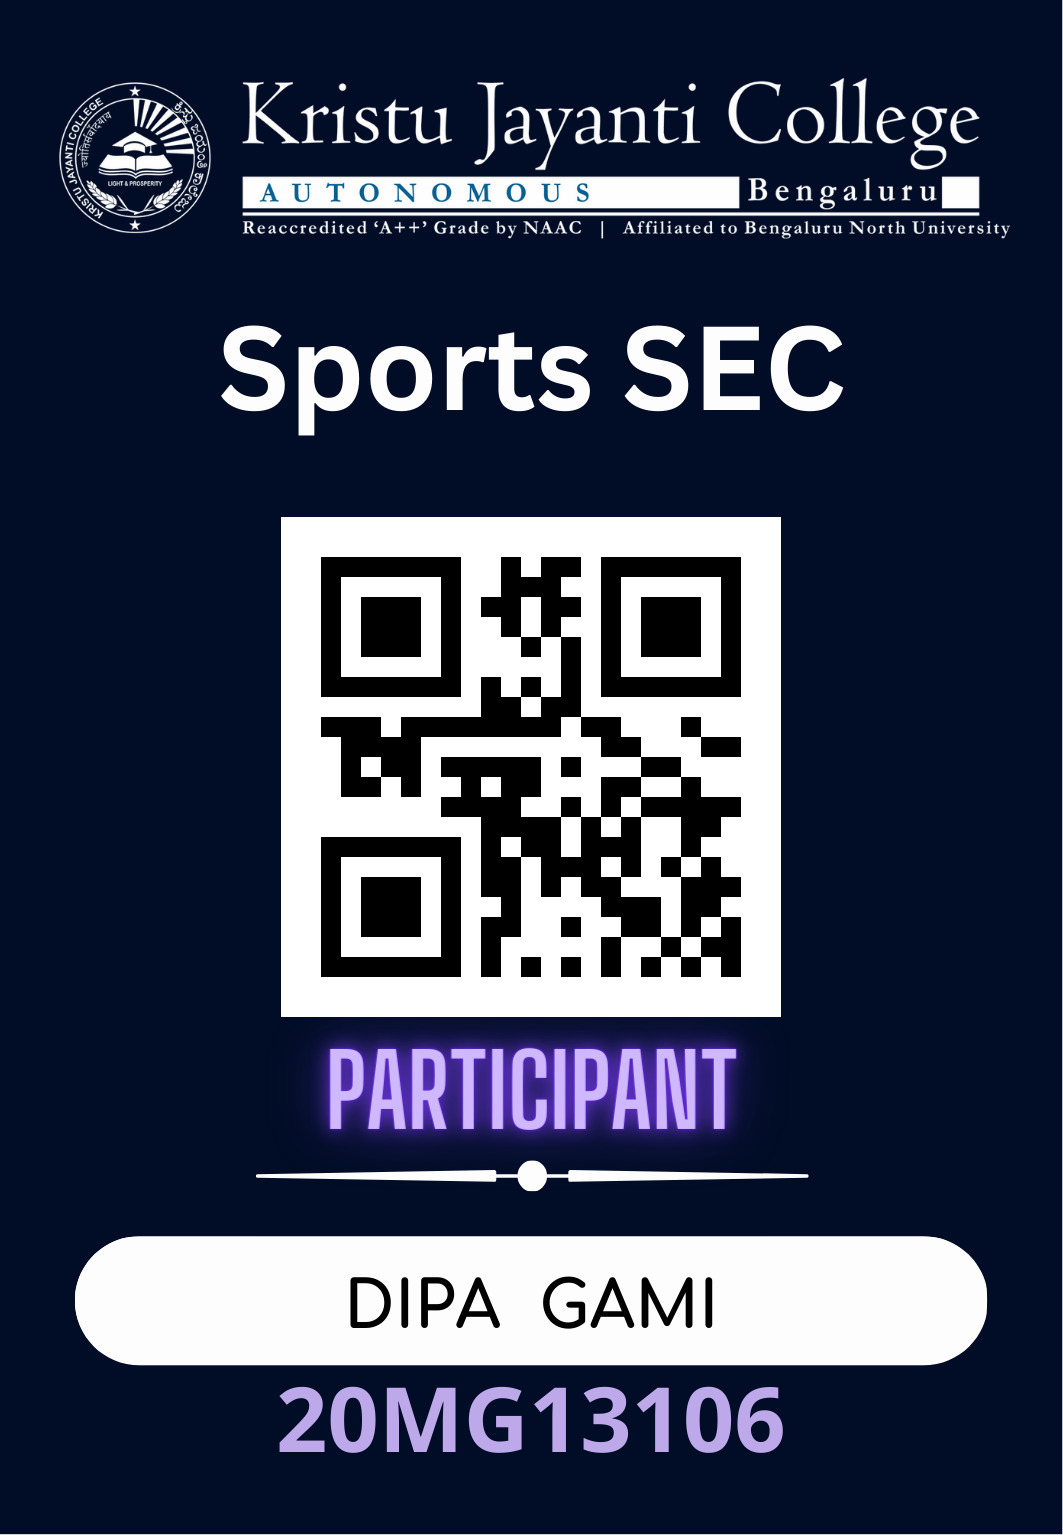 KRISTU JAYANTI COLLEGE
LIGHT & PROSPERITY
Kristu Jayanti College
AUTONOMOUS Bengaluru
Reaccredited ‘A++’ Grade by NAAC | Affiliated to Bengaluru North University
Sports SEC
PARTICIPANT
DIPA GAMI
20MG13106